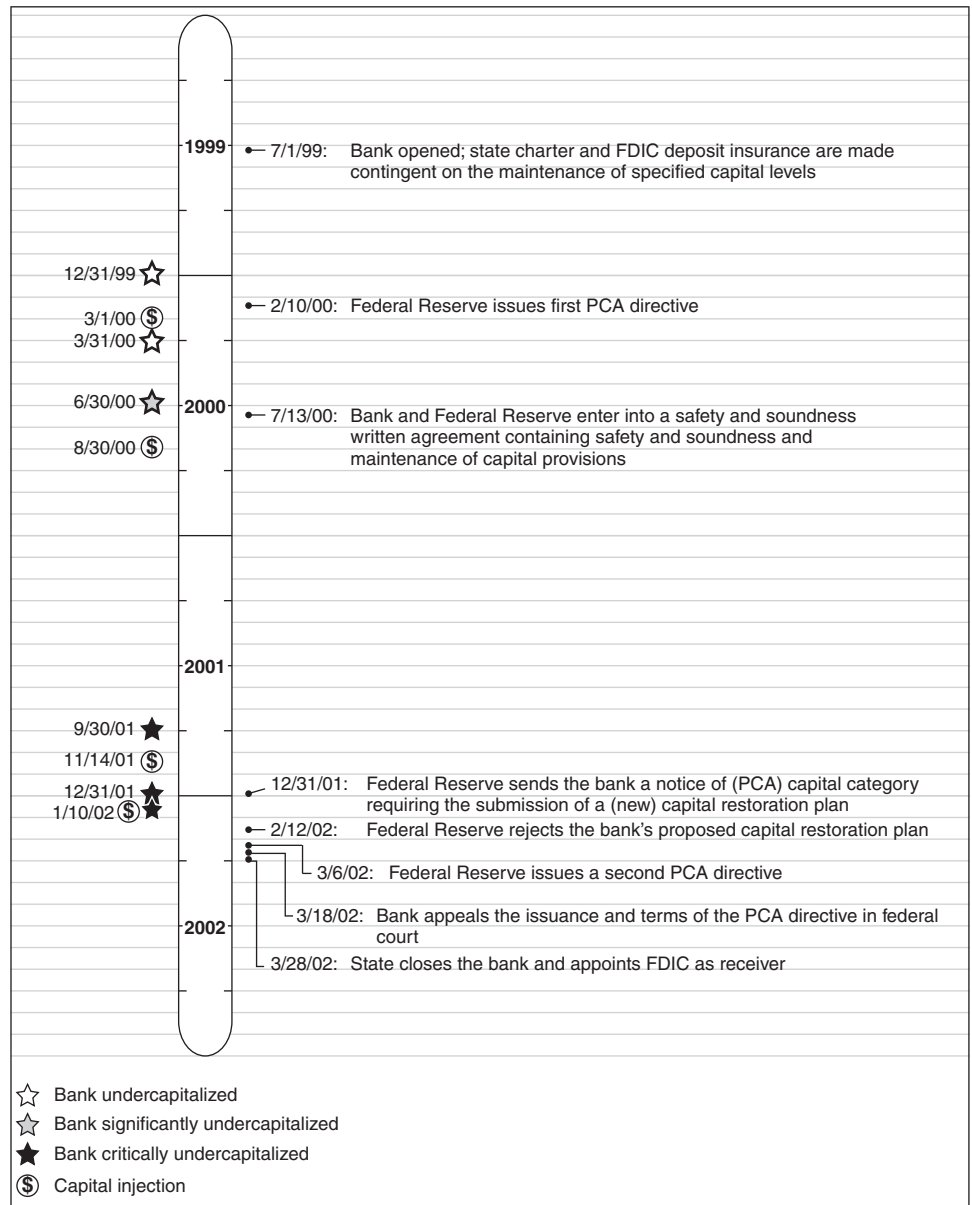 1999
7/1/99: Bank opened; state charter and FDIC deposit insurance are made
contingent on the maintenance of specified capital levels
12/31/99
2/10/00: Federal Reserve issues first PCA directive
3/1/00 $
3/31/00
6/30/00
2000
7/13/00: Bank and Federal Reserve enter into a safety and soundness
written agreement containing safety and soundness and
maintenance of capital provisions
8/30/00 $
2001
9/30/01
11/14/01 $
12/31/01
12/31/01: Federal Reserve sends the bank a notice of (PCA) capital category
requiring the submission of a (new) capital restoration plan
1/10/02 $
2/12/02: Federal Reserve rejects the bank's proposed capital restoration plan
3/6/02: Federal Reserve issues a second PCA directive
3/18/02: Bank appeals the issuance and terms of the PCA directive in federal
court
2002
3/28/02: State closes the bank and appoints FDIC as receiver
Bank undercapitalized
Bank significantly undercapitalized
Bank critically undercapitalized
$ Capital injection